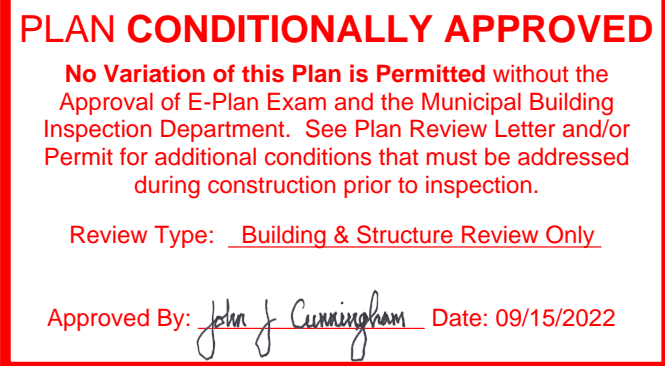 PLAN CONDITIONALLY APPROVED
No Variation of this Plan is Permitted without the
Approval of E-Plan Exam and the Municipal Building
Inspection Department.  See Plan Review Letter and/or
Permit for additional conditions that must be addressed
during construction prior to inspection.
Review Type: Building & Structure Review Only
Approved By: John J Cunningham Date: 09/15/2022